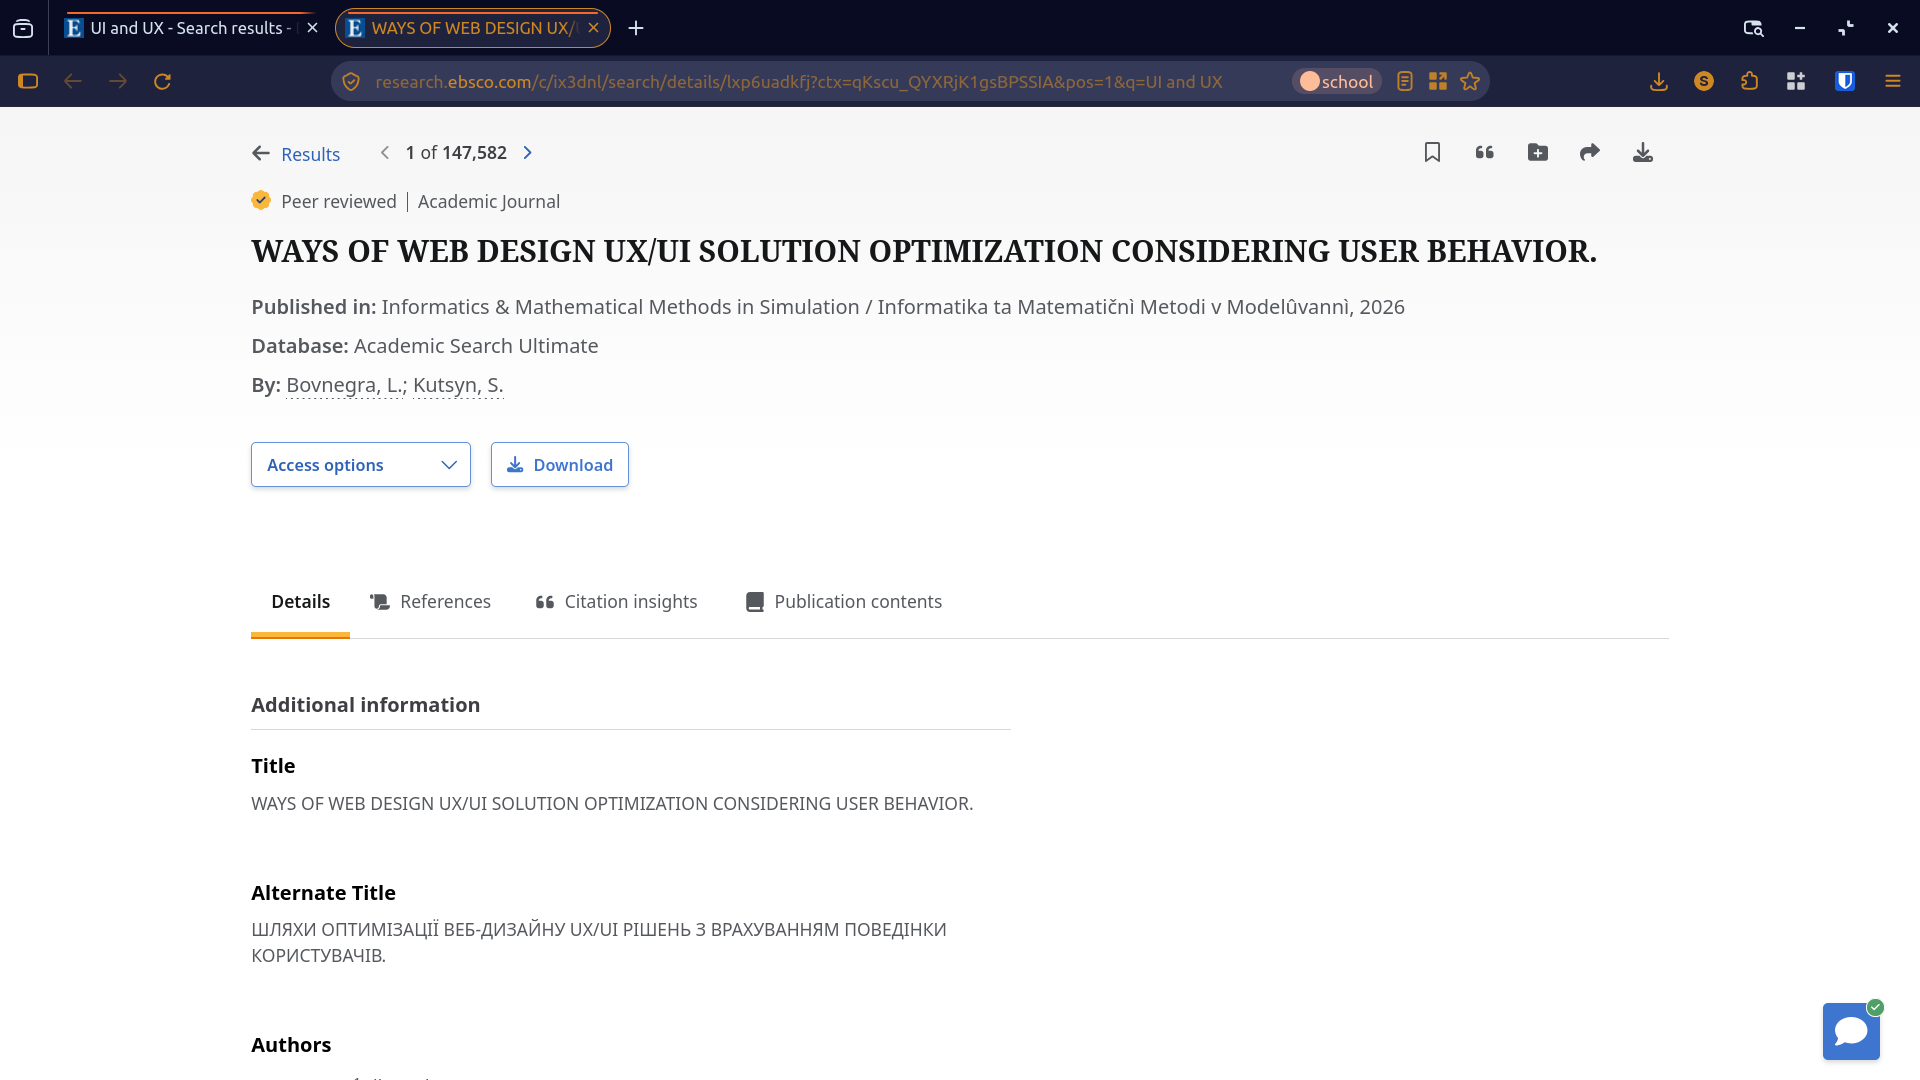 UI and UX - Search results -
WAYS OF WEB DESIGN UX/
research.ebsco.com/c/ix3dnl/search/details/lxp6uadkfj?ctx=qKscu_QYXRjK1gsBPSSIA&pos=1&q=UI and UX
school
S
Results
1 of 147,582
Peer reviewed | Academic Journal
WAYS OF WEB DESIGN UX/UI SOLUTION OPTIMIZATION CONSIDERING USER BEHAVIOR.
Published in: Informatics & Mathematical Methods in Simulation / Informatika ta Matematičnì Metodi v Modelûvannì, 2026
Database: Academic Search Ultimate
By: Bovnegra, L.; Kutsyn, S.
Access options
Download
Details
References
Citation insights
Publication contents
Additional information
Title
WAYS OF WEB DESIGN UX/UI SOLUTION OPTIMIZATION CONSIDERING USER BEHAVIOR.
Alternate Title
ШЛЯХИ ОПТИМІЗАЦІЇ ВЕБ-ДИЗАЙНУ UX/UI РІШЕНЬ З ВРАХУВАННЯМ ПОВЕДІНКИ
КОРИСТУВАЧІВ.
Authors